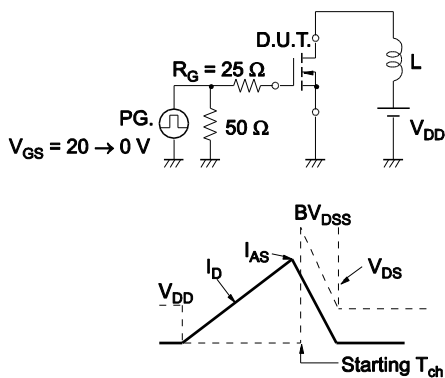 D.U.T.
R_G = 25 Ω
L
PG.
50 Ω
V_DD
V_GS = 20 → 0 V
BV_DSS
I_AS
I_D
V_DS
V_DD
Starting T_ch